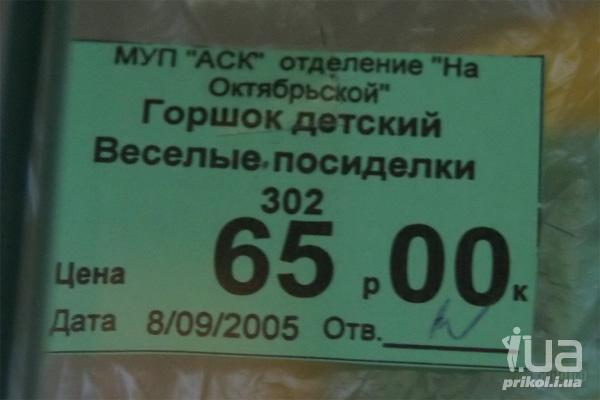 МУП "АСК" отделение "На
Октябрьской"
Горшок детский
Веселые посиделки
302
Цена 65 р 00 к
Дата 8/09/2005 Отв.
i.ua
prikol.i.ua